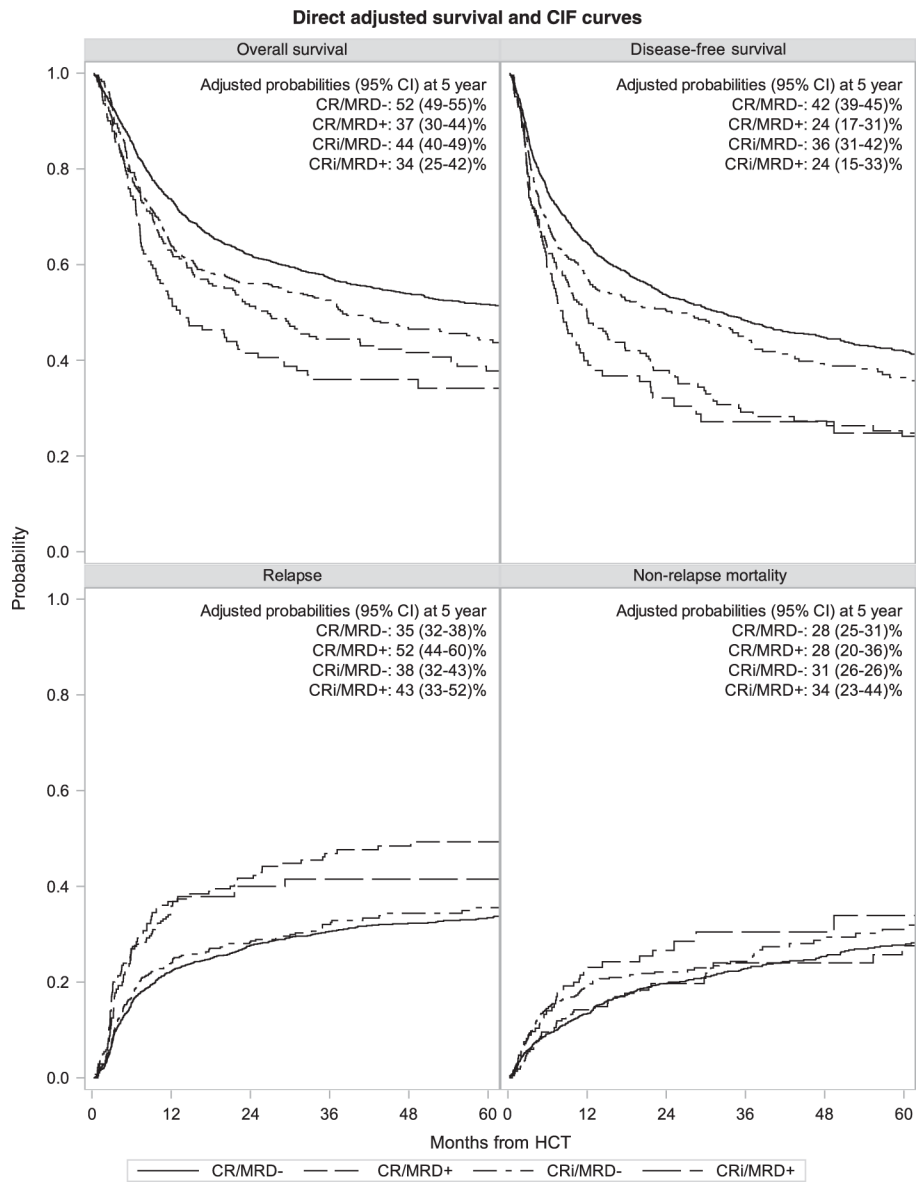 Direct adjusted survival and CIF curves
Overall survival
Adjusted probabilities (95% CI) at 5 year
CR/MRD-: 52 (49-55)%
CR/MRD+: 37 (30-44)%
CRi/MRD-: 44 (40-49)%
CRi/MRD+: 34 (25-42)%
Disease-free survival
Adjusted probabilities (95% CI) at 5 year
CR/MRD-: 42 (39-45)%
CR/MRD+: 24 (17-31)%
CRi/MRD-: 36 (31-42)%
CRi/MRD+: 24 (15-33)%
1.0
0.8
0.6
0.4
0.2
0.0
Probability
Relapse
Adjusted probabilities (95% CI) at 5 year
CR/MRD-: 35 (32-38)%
CR/MRD+: 52 (44-60)%
CRi/MRD-: 38 (32-43)%
CRi/MRD+: 43 (33-52)%
Non-relapse mortality
Adjusted probabilities (95% CI) at 5 year
CR/MRD-: 28 (25-31)%
CR/MRD+: 28 (20-36)%
CRi/MRD-: 31 (26-26)%
CRi/MRD+: 34 (23-44)%
1.0
0.8
0.6
0.4
0.2
0.0
0 12 24 36 48 60 0 12 24 36 48 60
Months from HCT
CR/MRD- CR/MRD+ CRi/MRD- CRi/MRD+